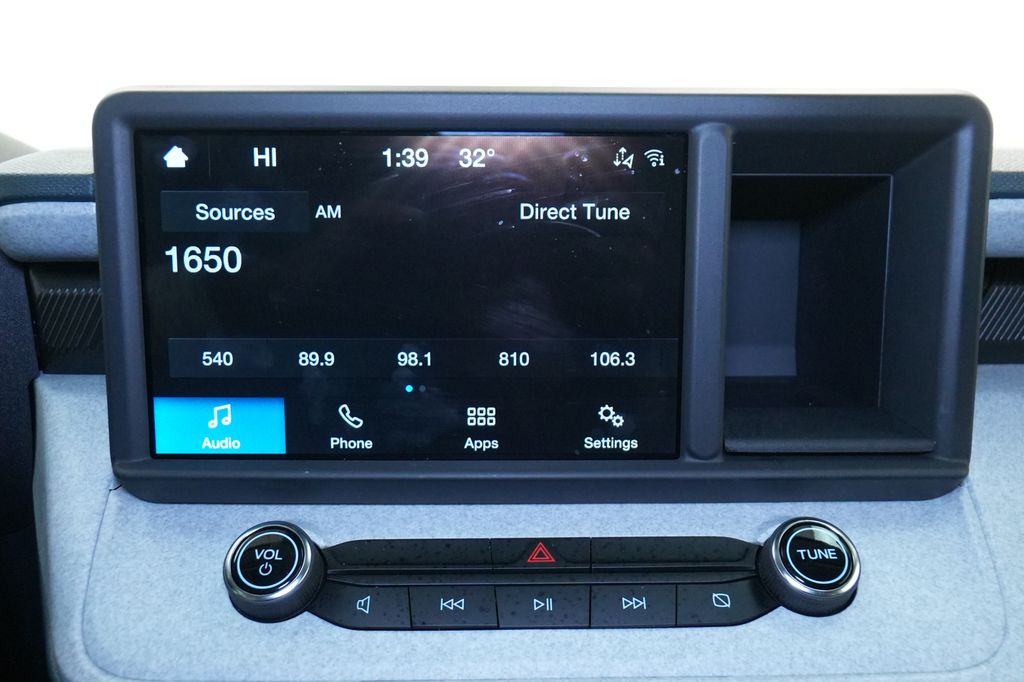 HI 1:39 32°
Sources AM Direct Tune
1650
540 89.9 98.1 810 106.3
Audio Phone Apps Settings
VOL TUNE